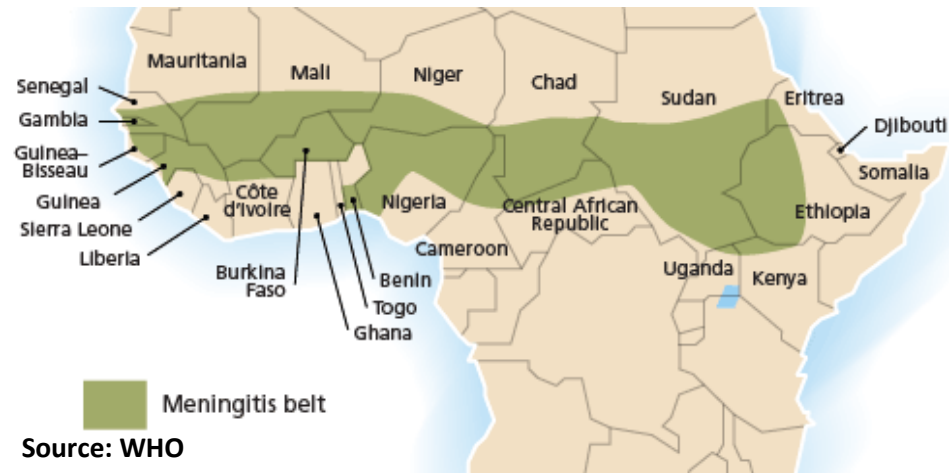 Mauritania
Mali
Niger
Chad
Sudan
Eritrea
Djibouti
Somalia
Senegal
Gambia
Guinea–
Bissau
Guinea
Sierra Leone
Liberia
Côte
d'Ivoire
Burkina
Faso
Ghana
Togo
Benin
Nigeria
Cameroon
Central African
Republic
Ethiopia
Uganda
Kenya
Meningitis belt
Source: WHO